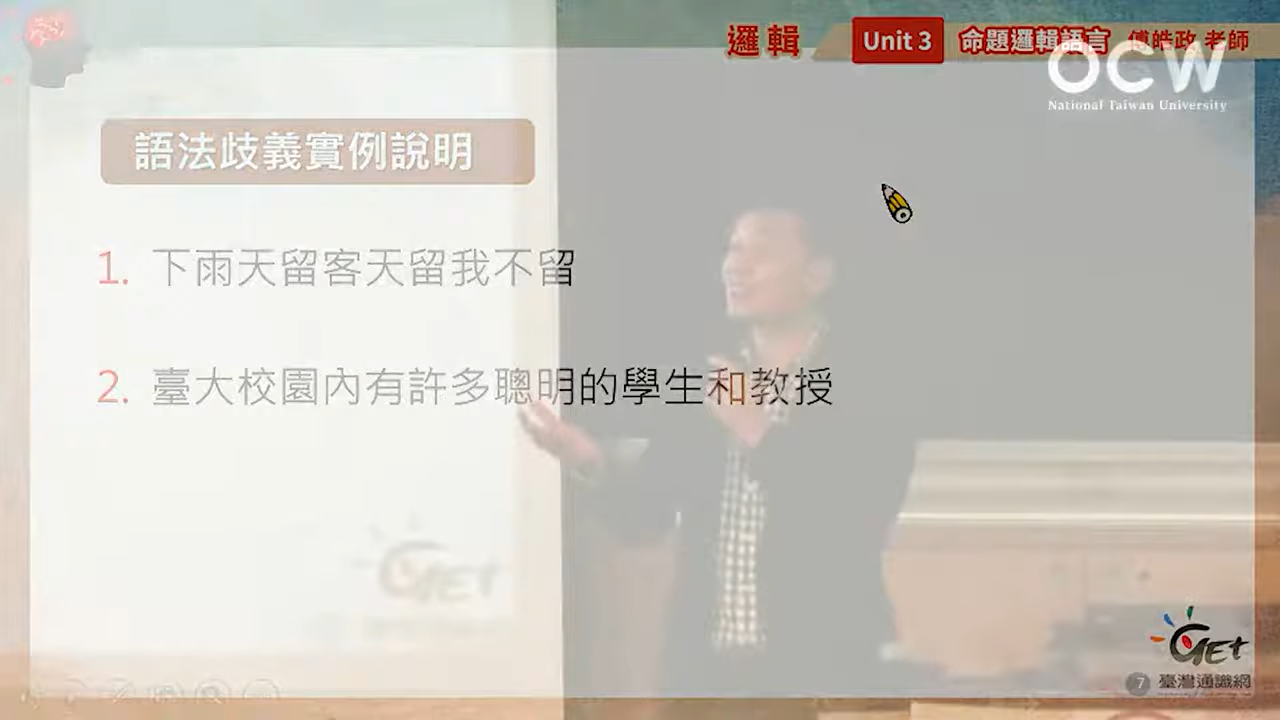 邏輯 Unit 3 命題邏輯語言 傅皓政 老師
OCW
National Taiwan University
語法歧義實例說明
1. 下雨天留客天留我不留
2. 臺大校園內有許多聰明的學生和教授
GET
GET
7 臺灣通識網